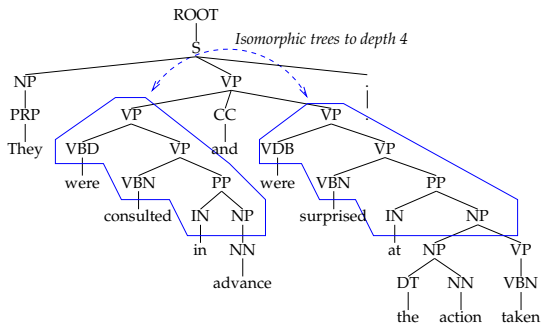 ROOT
Isomorphic trees to depth 4
S
NP VP .
PRP VP CC VP .
They VBD VP and VDB VP
were VBN PP were VBN PP
consulted IN NP surprised IN NP
in NN at NP VP
advance DT NN VBN
the action taken